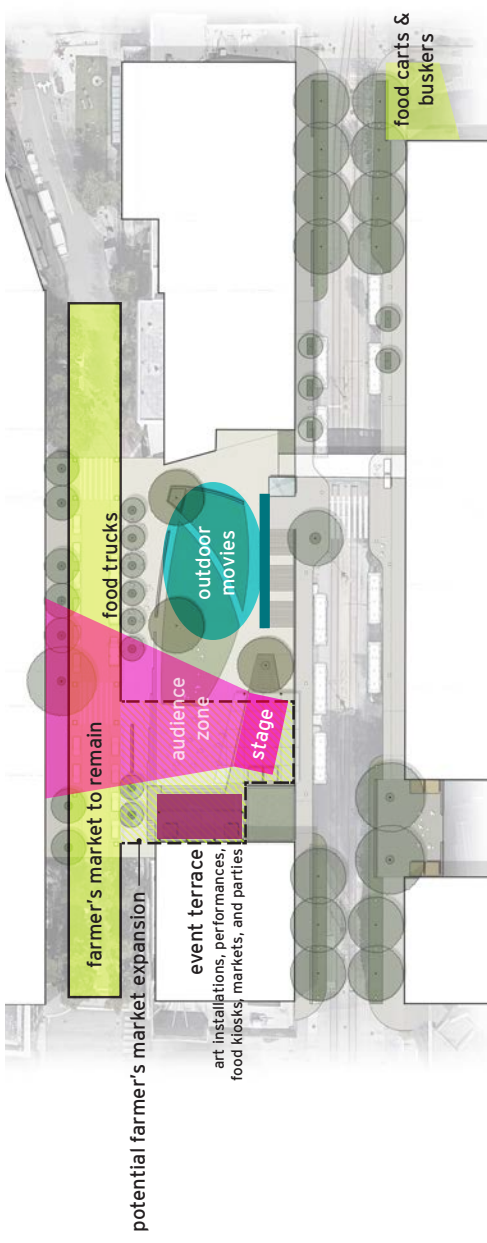 farmer's market to remain
food trucks
potential farmer's market expansion
event terrace
art installations, performances,
food kiosks, markets, and parties
audience
zone
stage
outdoor
movies
food carts &
buskers